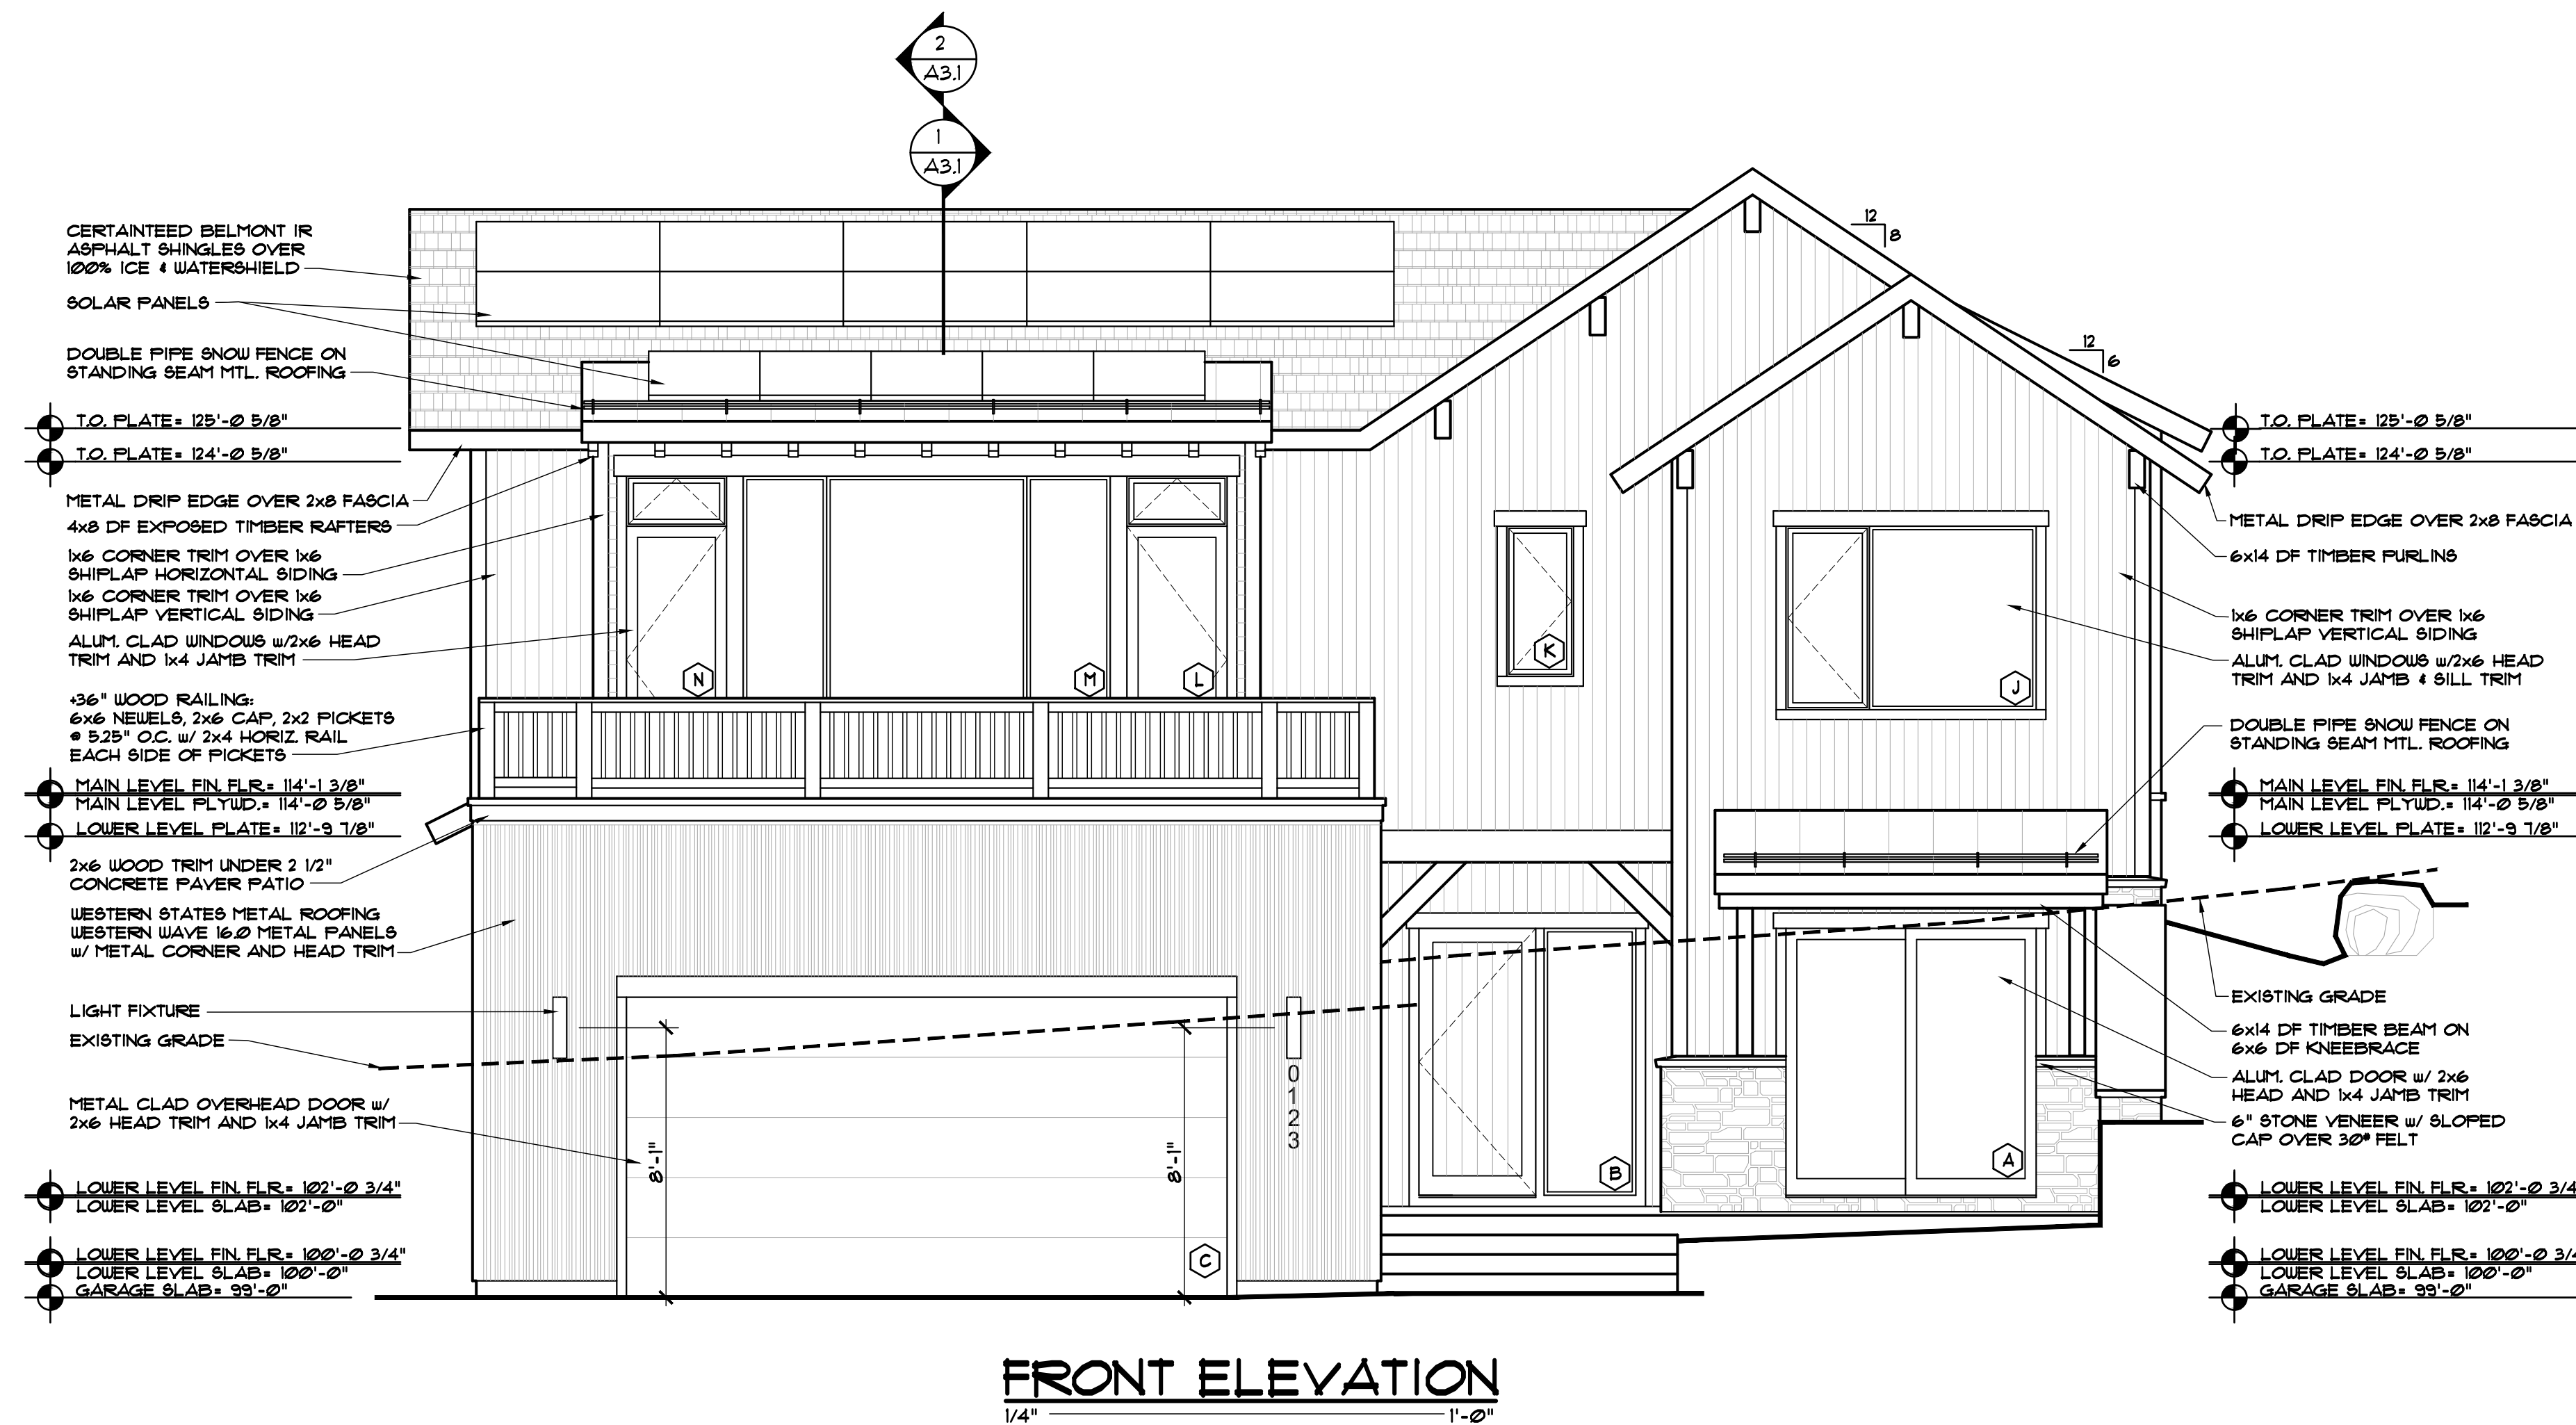 2
A3.1
1
A3.1
12
8
12
6
CERTAINTEED BELMONT IR
ASPHALT SHINGLES OVER
100% ICE & WATERSHIELD
SOLAR PANELS
DOUBLE PIPE SNOW FENCE ON
STANDING SEAM MTL. ROOFING
T.O. PLATE= 125'-0 5/8"
T.O. PLATE= 124'-0 5/8"
METAL DRIP EDGE OVER 2x8 FASCIA
4x8 DF EXPOSED TIMBER RAFTERS
1x6 CORNER TRIM OVER 1x6
SHIPLAP HORIZONTAL SIDING
1x6 CORNER TRIM OVER 1x6
SHIPLAP VERTICAL SIDING
ALUM. CLAD WINDOWS w/2x6 HEAD
TRIM AND 1x4 JAMB TRIM
+36" WOOD RAILING:
6x6 NEWELS, 2x6 CAP, 2x2 PICKETS
@ 5.25" O.C. w/ 2x4 HORIZ. RAIL
EACH SIDE OF PICKETS
MAIN LEVEL FIN. FLR.= 114'-1 3/8"
MAIN LEVEL PLYWD.= 114'-0 5/8"
LOWER LEVEL PLATE= 112'-9 7/8"
2x6 WOOD TRIM UNDER 2 1/2"
CONCRETE PAVER PATIO
WESTERN STATES METAL ROOFING
WESTERN WAVE 16.0 METAL PANELS
w/ METAL CORNER AND HEAD TRIM
LIGHT FIXTURE
EXISTING GRADE
METAL CLAD OVERHEAD DOOR w/
2x6 HEAD TRIM AND 1x4 JAMB TRIM
LOWER LEVEL FIN. FLR.= 102'-0 3/4"
LOWER LEVEL SLAB= 102'-0"
LOWER LEVEL FIN. FLR.= 100'-0 3/4"
LOWER LEVEL SLAB= 100'-0"
GARAGE SLAB= 99'-0"
N
M
L
K
J
8'-1"
8'-1"
0
1
2
3
C
B
A
T.O. PLATE= 125'-0 5/8"
T.O. PLATE= 124'-0 5/8"
METAL DRIP EDGE OVER 2x8 FASCIA
6x14 DF TIMBER PURLINS
1x6 CORNER TRIM OVER 1x6
SHIPLAP VERTICAL SIDING
ALUM. CLAD WINDOWS w/2x6 HEAD
TRIM AND 1x4 JAMB & SILL TRIM
DOUBLE PIPE SNOW FENCE ON
STANDING SEAM MTL. ROOFING
MAIN LEVEL FIN. FLR.= 114'-1 3/8"
MAIN LEVEL PLYWD.= 114'-0 5/8"
LOWER LEVEL PLATE= 112'-9 7/8"
EXISTING GRADE
6x14 DF TIMBER BEAM ON
6x6 DF KNEEBRACE
ALUM. CLAD DOOR w/ 2x6
HEAD AND 1x4 JAMB TRIM
6" STONE VENEER w/ SLOPED
CAP OVER 30# FELT
LOWER LEVEL FIN. FLR.= 102'-0 3/4
LOWER LEVEL SLAB= 102'-0"
LOWER LEVEL FIN. FLR.= 100'-0 3/4
LOWER LEVEL SLAB= 100'-0"
GARAGE SLAB= 99'-0"
FRONT ELEVATION
1/4" 1'-0"